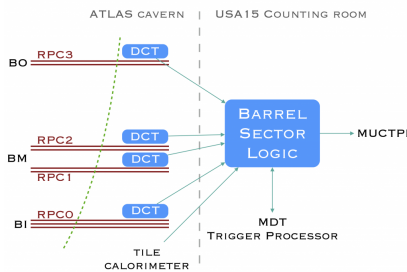 ATLAS CAVERN
USA15 COUNTING ROOM
RPC3
DCT
BO
RPC2
DCT
BM
DCT
RPC1
RPC0
DCT
BI
BARREL
SECTOR
LOGIC
MUCTPI
MDT
TRIGGER PROCESSOR
TILE
CALORIMETER